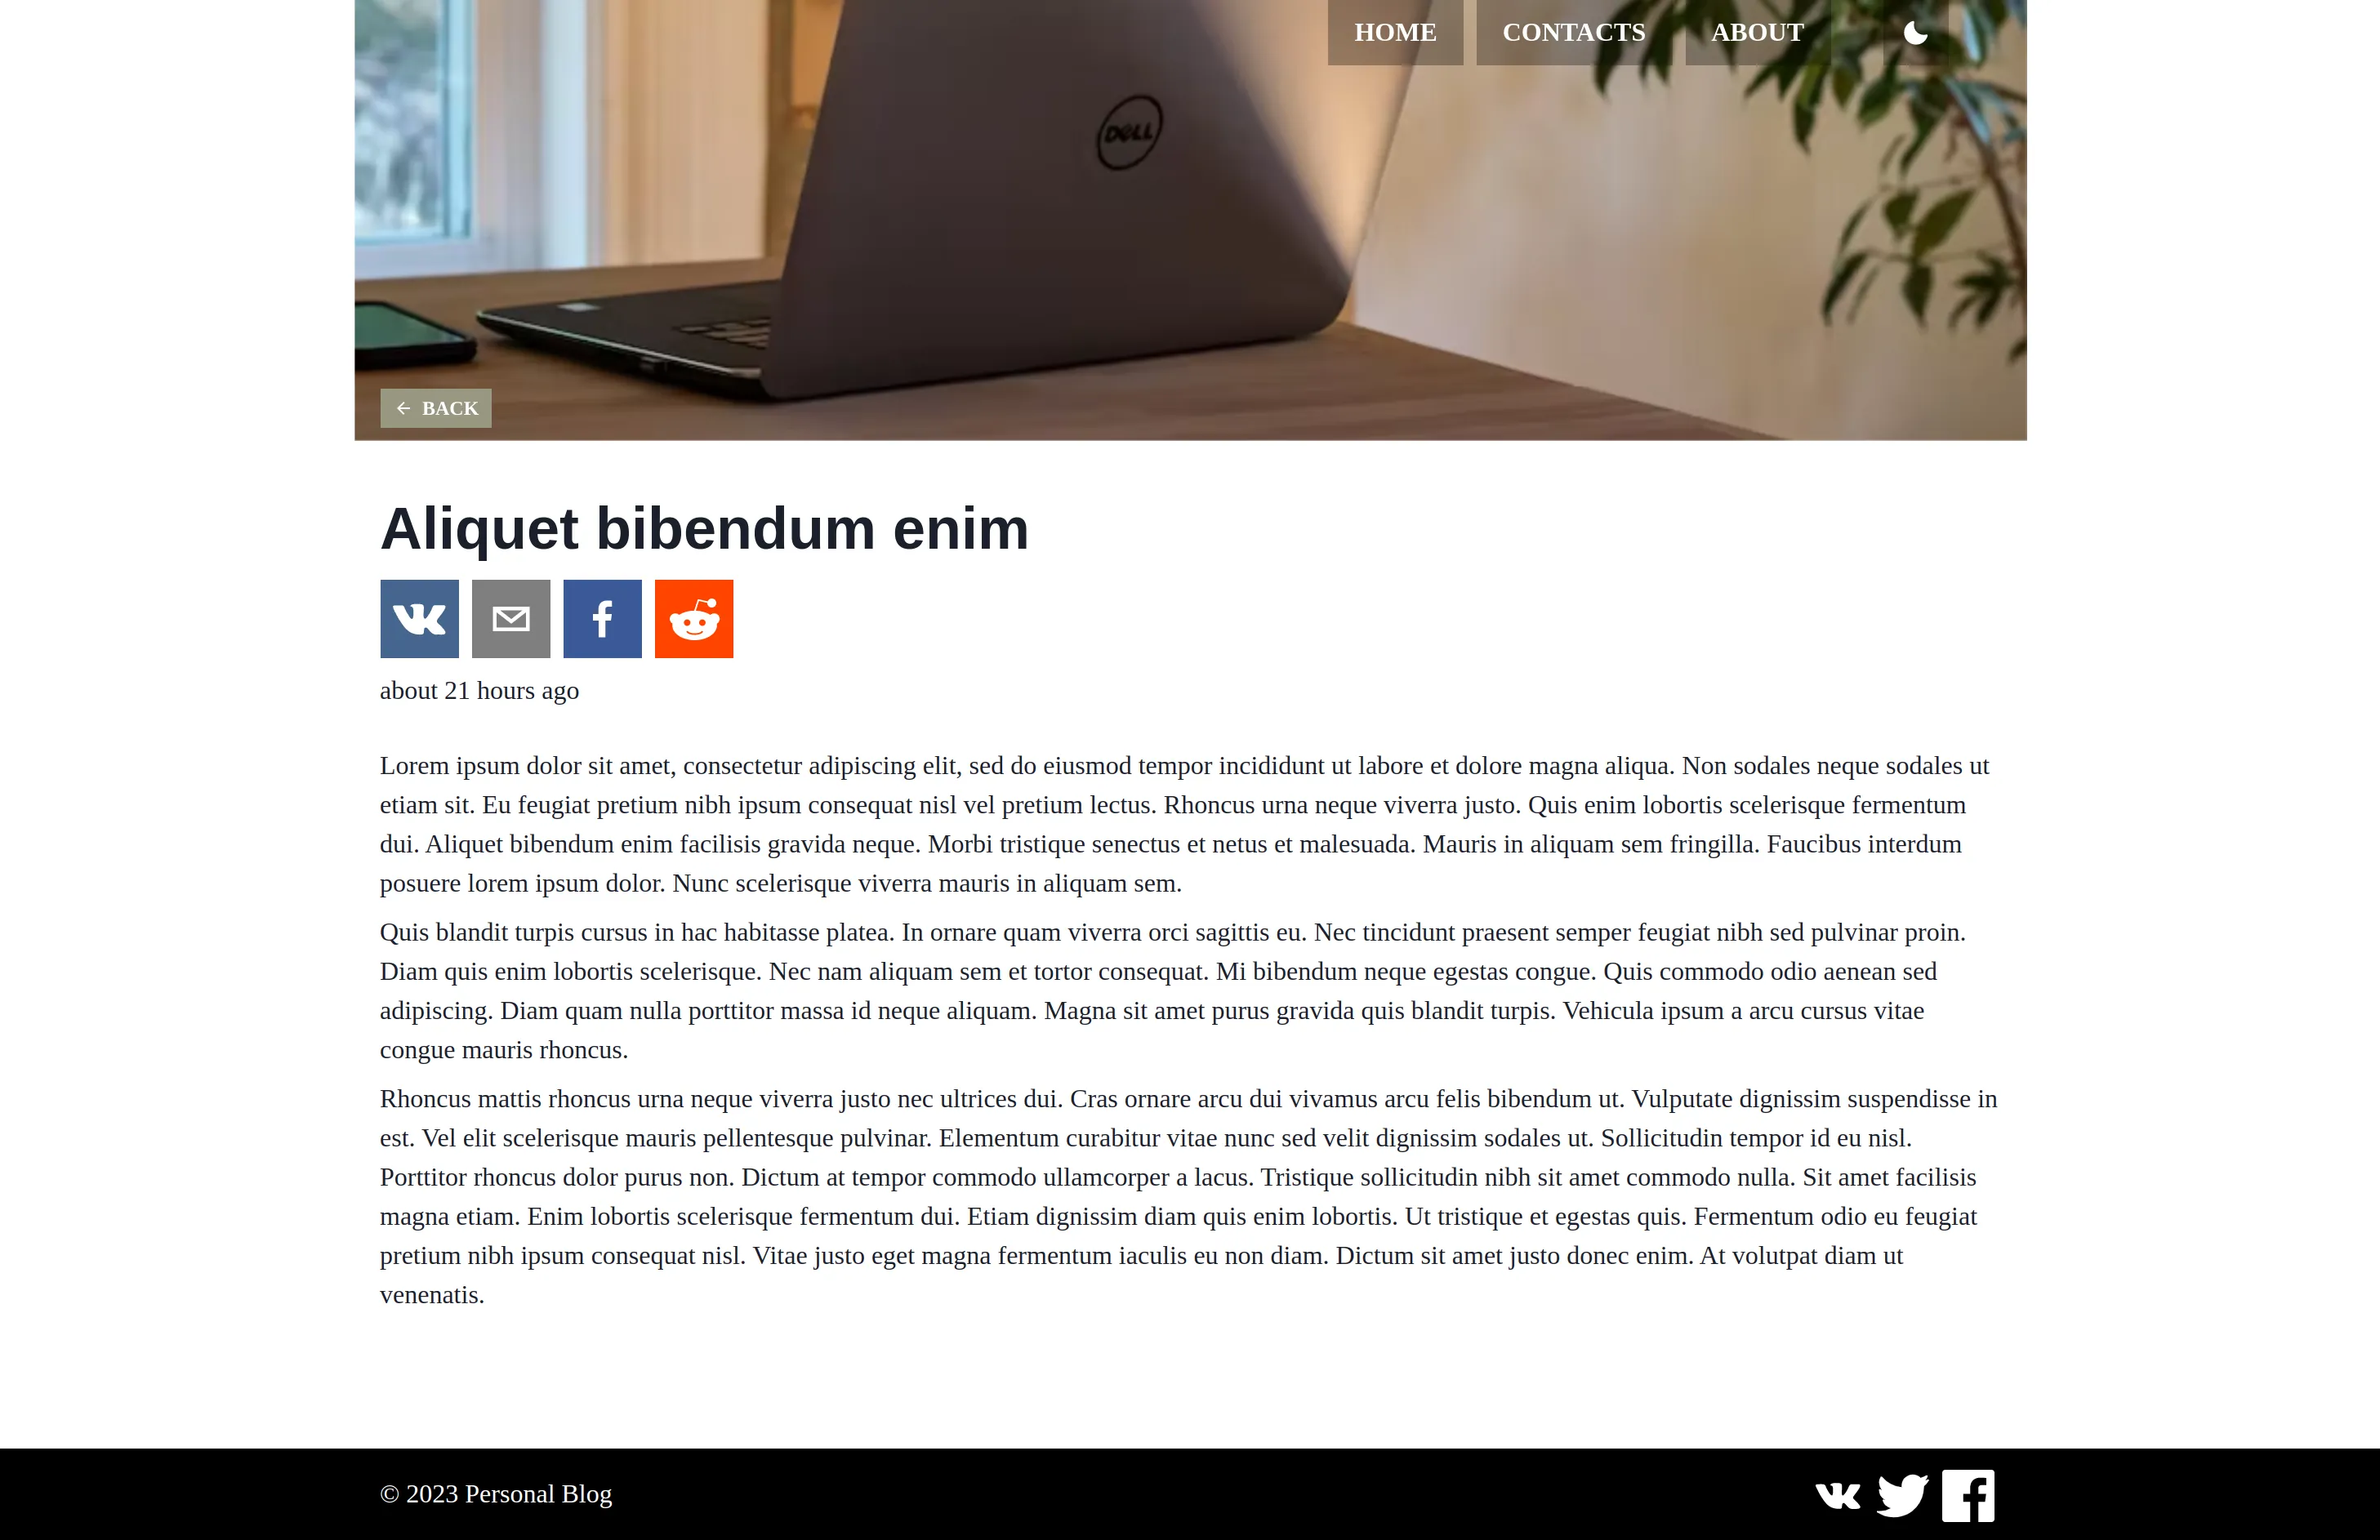 HOME CONTACTS ABOUT
DELL
BACK
Aliquet bibendum enim
about 21 hours ago
Lorem ipsum dolor sit amet, consectetur adipiscing elit, sed do eiusmod tempor incididunt ut labore et dolore magna aliqua. Non sodales neque sodales ut
etiam sit. Eu feugiat pretium nibh ipsum consequat nisl vel pretium lectus. Rhoncus urna neque viverra justo. Quis enim lobortis scelerisque fermentum
dui. Aliquet bibendum enim facilisis gravida neque. Morbi tristique senectus et netus et malesuada. Mauris in aliquam sem fringilla. Faucibus interdum
posuere lorem ipsum dolor. Nunc scelerisque viverra mauris in aliquam sem.
Quis blandit turpis cursus in hac habitasse platea. In ornare quam viverra orci sagittis eu. Nec tincidunt praesent semper feugiat nibh sed pulvinar proin.
Diam quis enim lobortis scelerisque. Nec nam aliquam sem et tortor consequat. Mi bibendum neque egestas congue. Quis commodo odio aenean sed
adipiscing. Diam quam nulla porttitor massa id neque aliquam. Magna sit amet purus gravida quis blandit turpis. Vehicula ipsum a arcu cursus vitae
congue mauris rhoncus.
Rhoncus mattis rhoncus urna neque viverra justo nec ultrices dui. Cras ornare arcu dui vivamus arcu felis bibendum ut. Vulputate dignissim suspendisse in
est. Vel elit scelerisque mauris pellentesque pulvinar. Elementum curabitur vitae nunc sed velit dignissim sodales ut. Sollicitudin tempor id eu nisl.
Porttitor rhoncus dolor purus non. Dictum at tempor commodo ullamcorper a lacus. Tristique sollicitudin nibh sit amet commodo nulla. Sit amet facilisis
magna etiam. Enim lobortis scelerisque fermentum dui. Etiam dignissim diam quis enim lobortis. Ut tristique et egestas quis. Fermentum odio eu feugiat
pretium nibh ipsum consequat nisl. Vitae justo eget magna fermentum iaculis eu non diam. Dictum sit amet justo donec enim. At volutpat diam ut
venenatis.
© 2023 Personal Blog